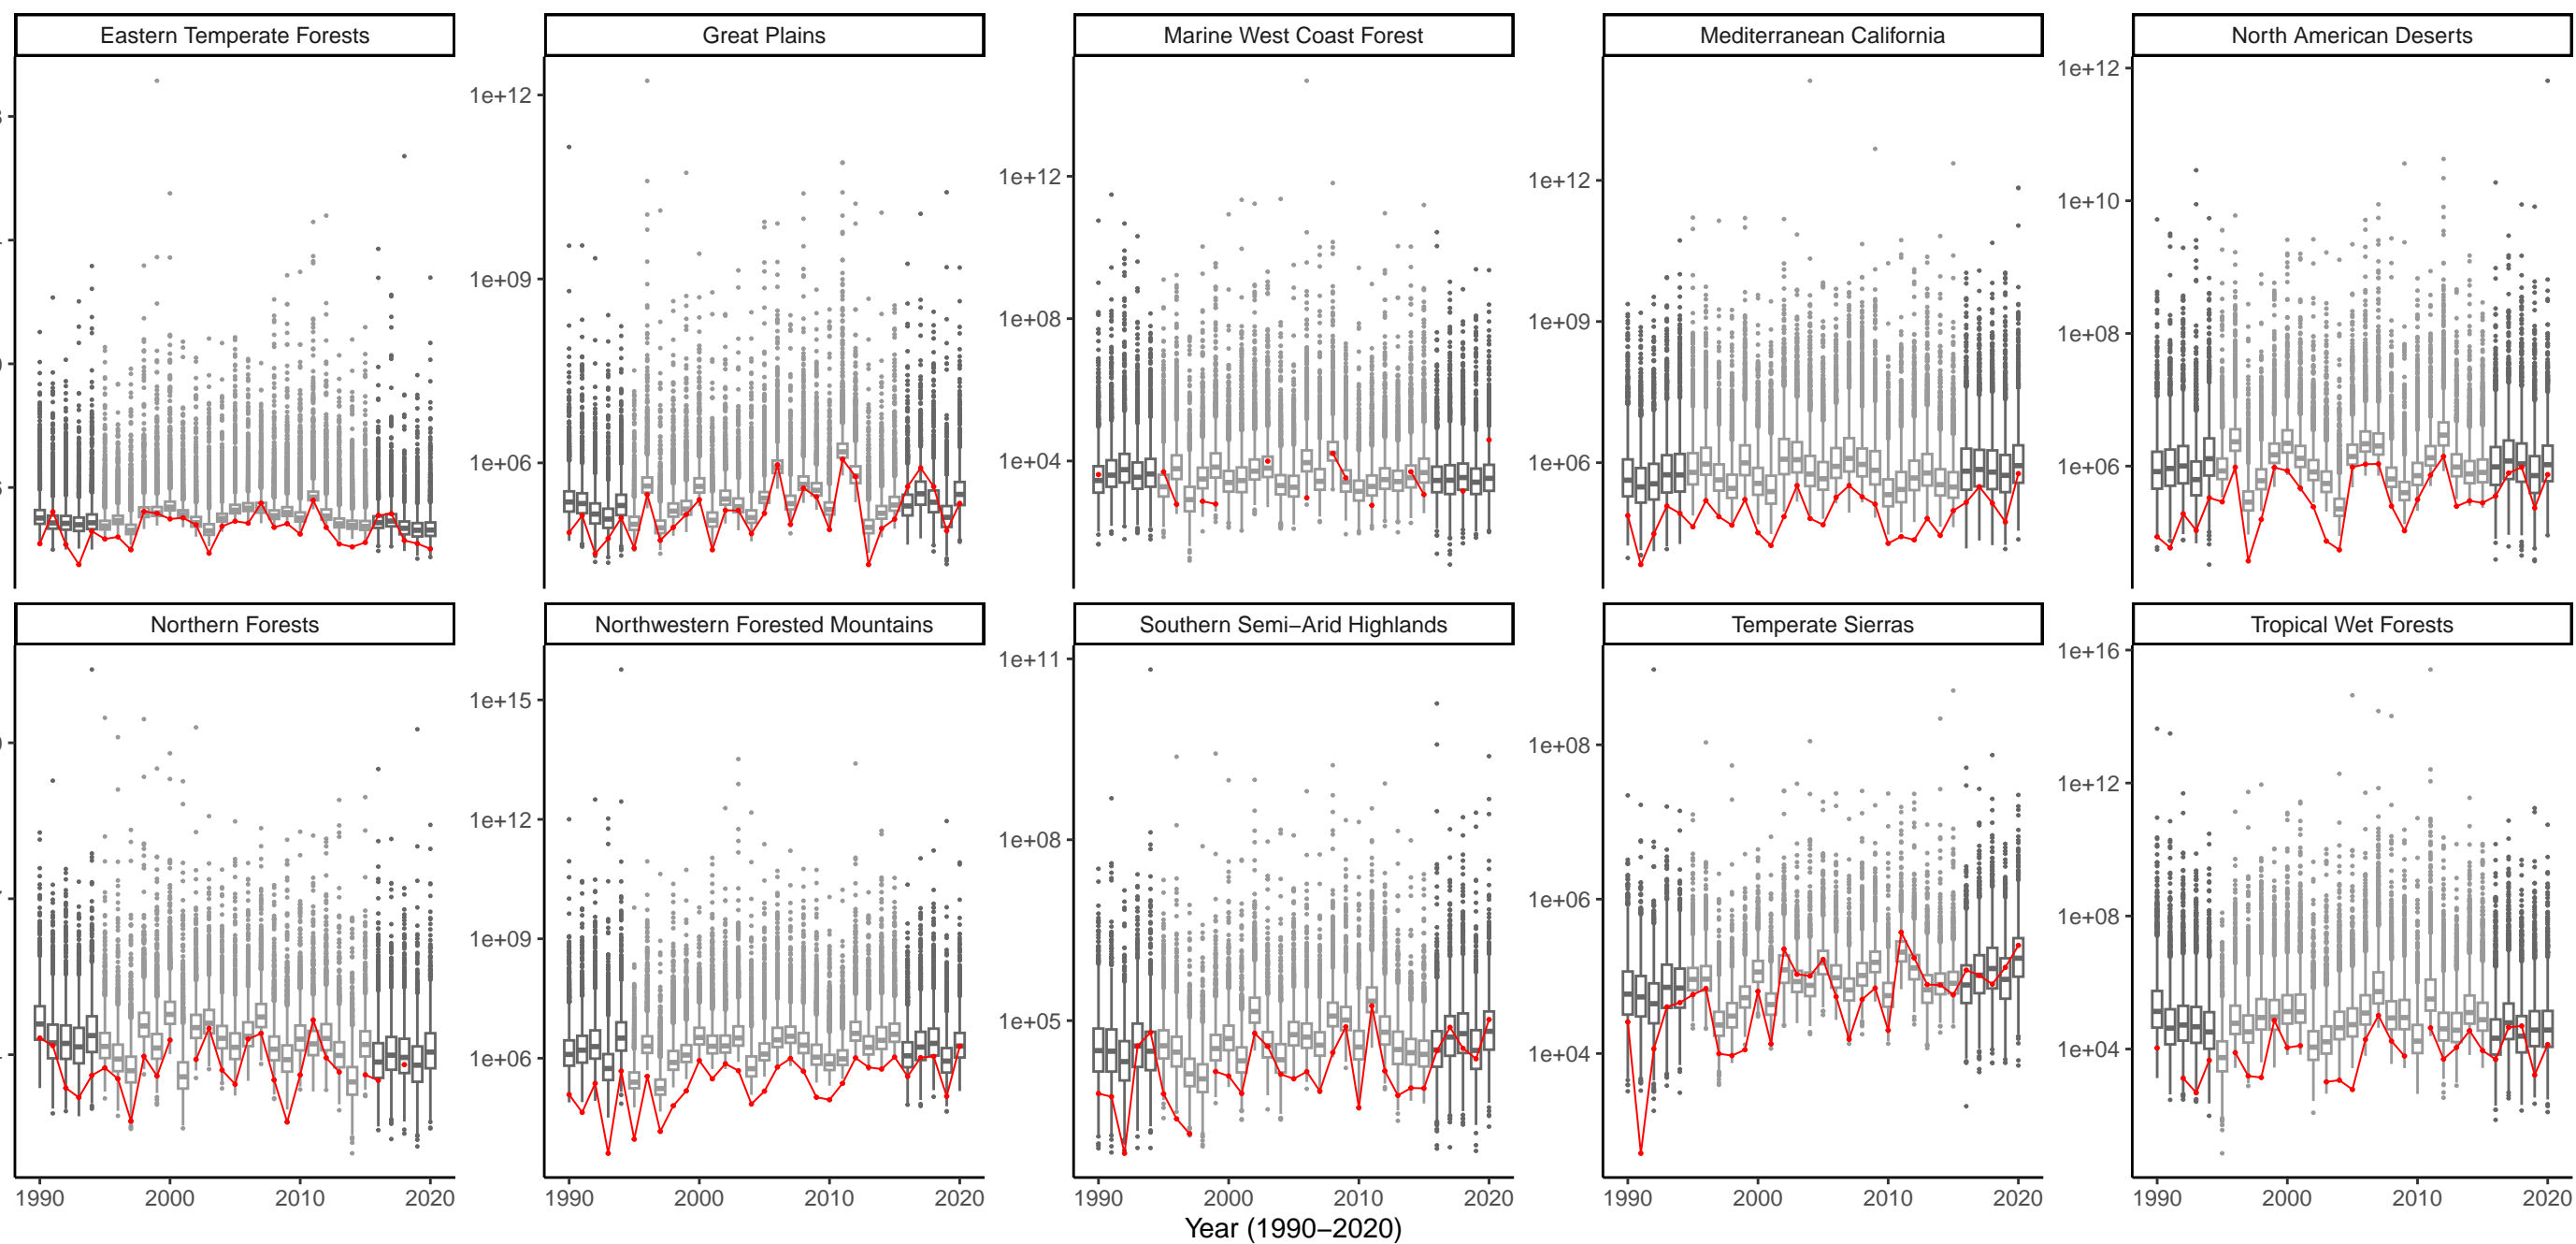 Eastern Temperate Forests
Great Plains
Marine West Coast Forest
Mediterranean California
North American Deserts
1e+12
1e+09
1e+06
1e+12
1e+08
1e+04
1e+12
1e+09
1e+06
1e+12
1e+10
1e+08
1e+06
Northern Forests
Northwestern Forested Mountains
Southern Semi−Arid Highlands
Temperate Sierras
Tropical Wet Forests
1e+15
1e+12
1e+09
1e+06
1e+11
1e+08
1e+05
1e+08
1e+06
1e+04
1e+16
1e+12
1e+08
1e+04
1990 2000 2010 2020
1990 2000 2010 2020
1990 2000 2010 2020
1990 2000 2010 2020
1990 2000 2010 2020
Year (1990−2020)